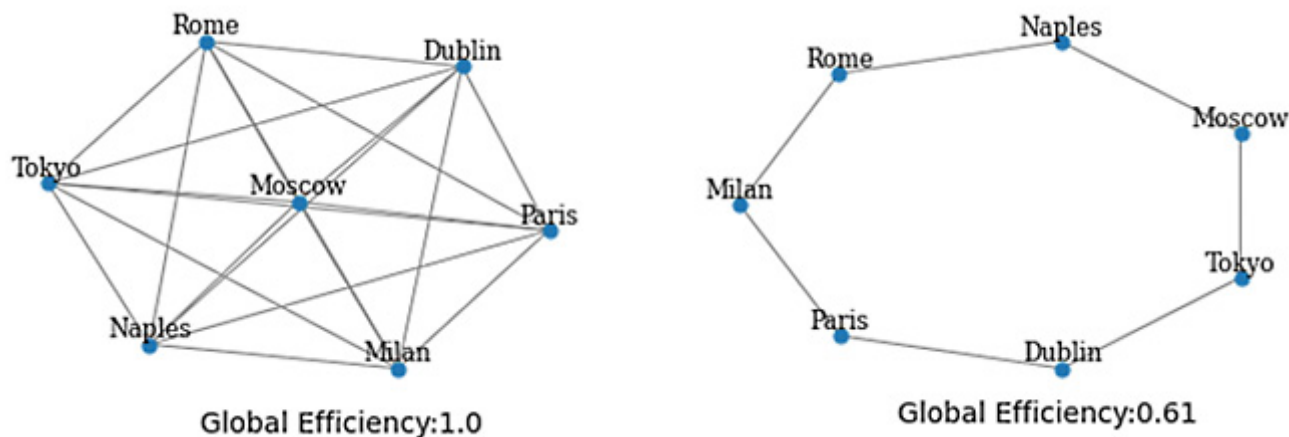 Rome
Dublin
Tokyo
Moscow
Paris
Naples
Milan
Global Efficiency:1.0
Naples
Rome
Moscow
Milan
Tokyo
Paris
Dublin
Global Efficiency:0.61